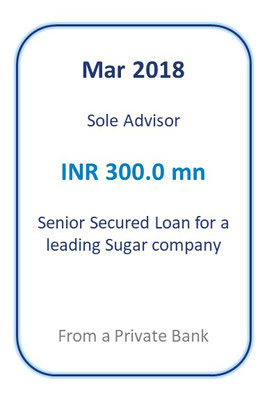 Mar 2018
Sole Advisor
INR 300.0 mn
Senior Secured Loan for a
leading Sugar company
From a Private Bank